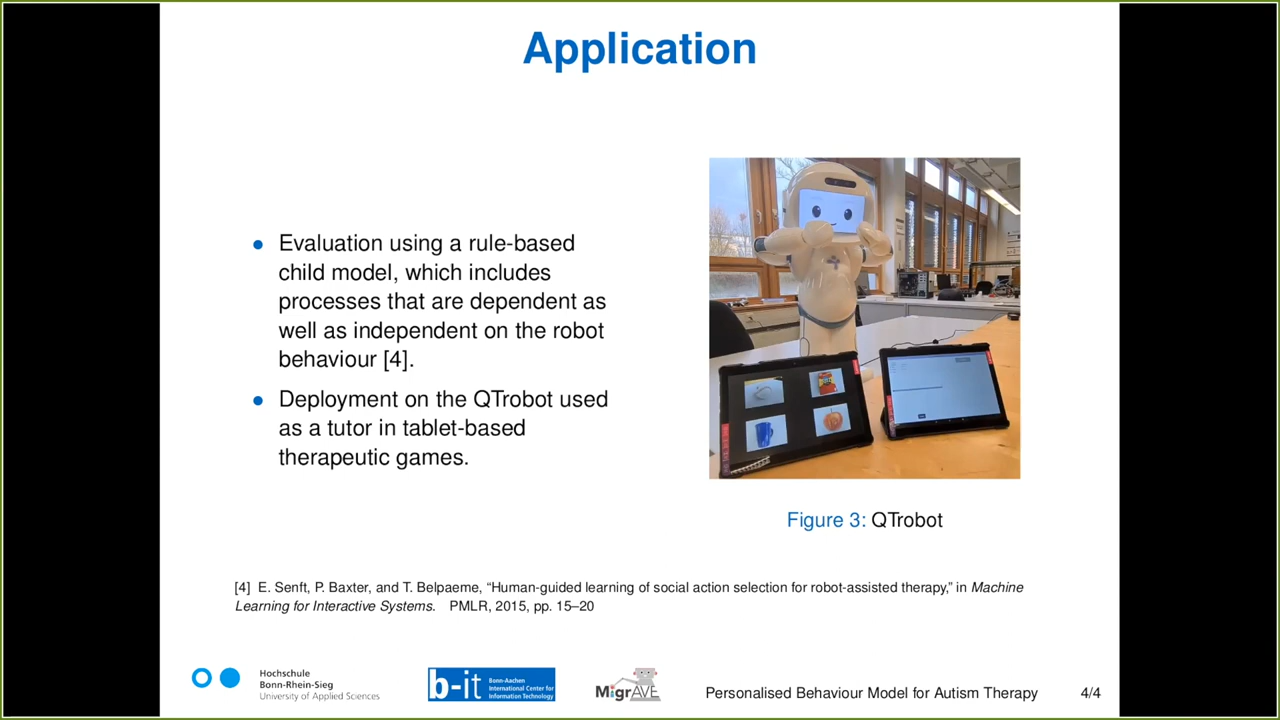 Application
• Evaluation using a rule-based
child model, which includes
processes that are dependent as
well as independent on the robot
behaviour [4].
• Deployment on the QTrobot used
as a tutor in tablet-based
therapeutic games.
Figure 3: QTrobot
[4] E. Senft, P. Baxter, and T. Belpaeme, “Human-guided learning of social action selection for robot-assisted therapy,” in Machine
Learning for Interactive Systems. PMLR, 2015, pp. 15–20
Hochschule
Bonn-Rhein-Sieg
University of Applied Sciences
b-it
Bonn-Aachen
International Center for
Information Technology
MigrAVE
Personalised Behaviour Model for Autism Therapy
4/4